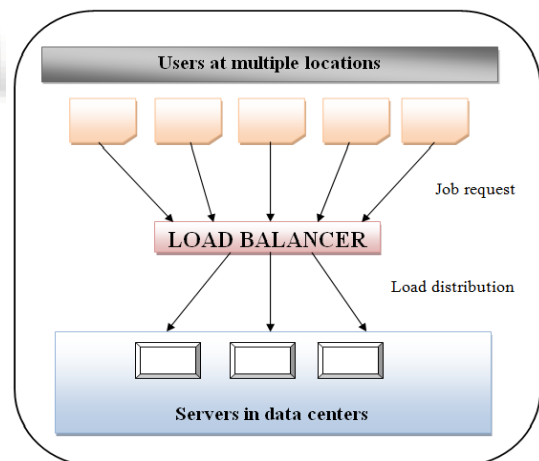 Users at multiple locations
Job request
LOAD BALANCER
Load distribution
Servers in data centers